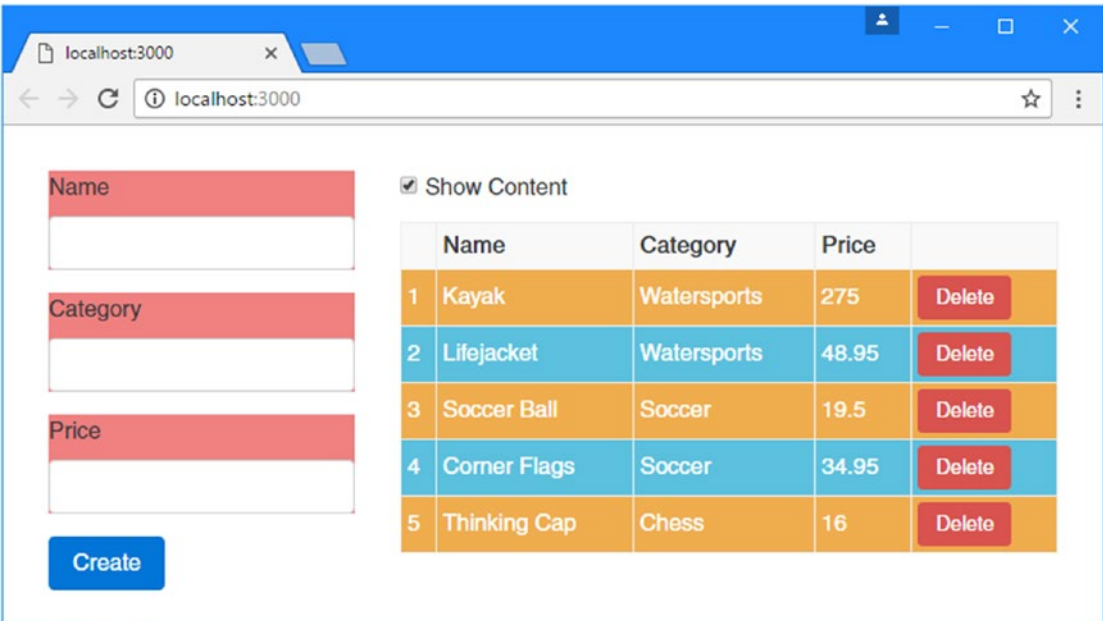 localhost:3000
localhost:3000
Name
Category
Price
Create
Show Content
Name Category Price
1 Kayak Watersports 275 Delete
2 Lifejacket Watersports 48.95 Delete
3 Soccer Ball Soccer 19.5 Delete
4 Corner Flags Soccer 34.95 Delete
5 Thinking Cap Chess 16 Delete